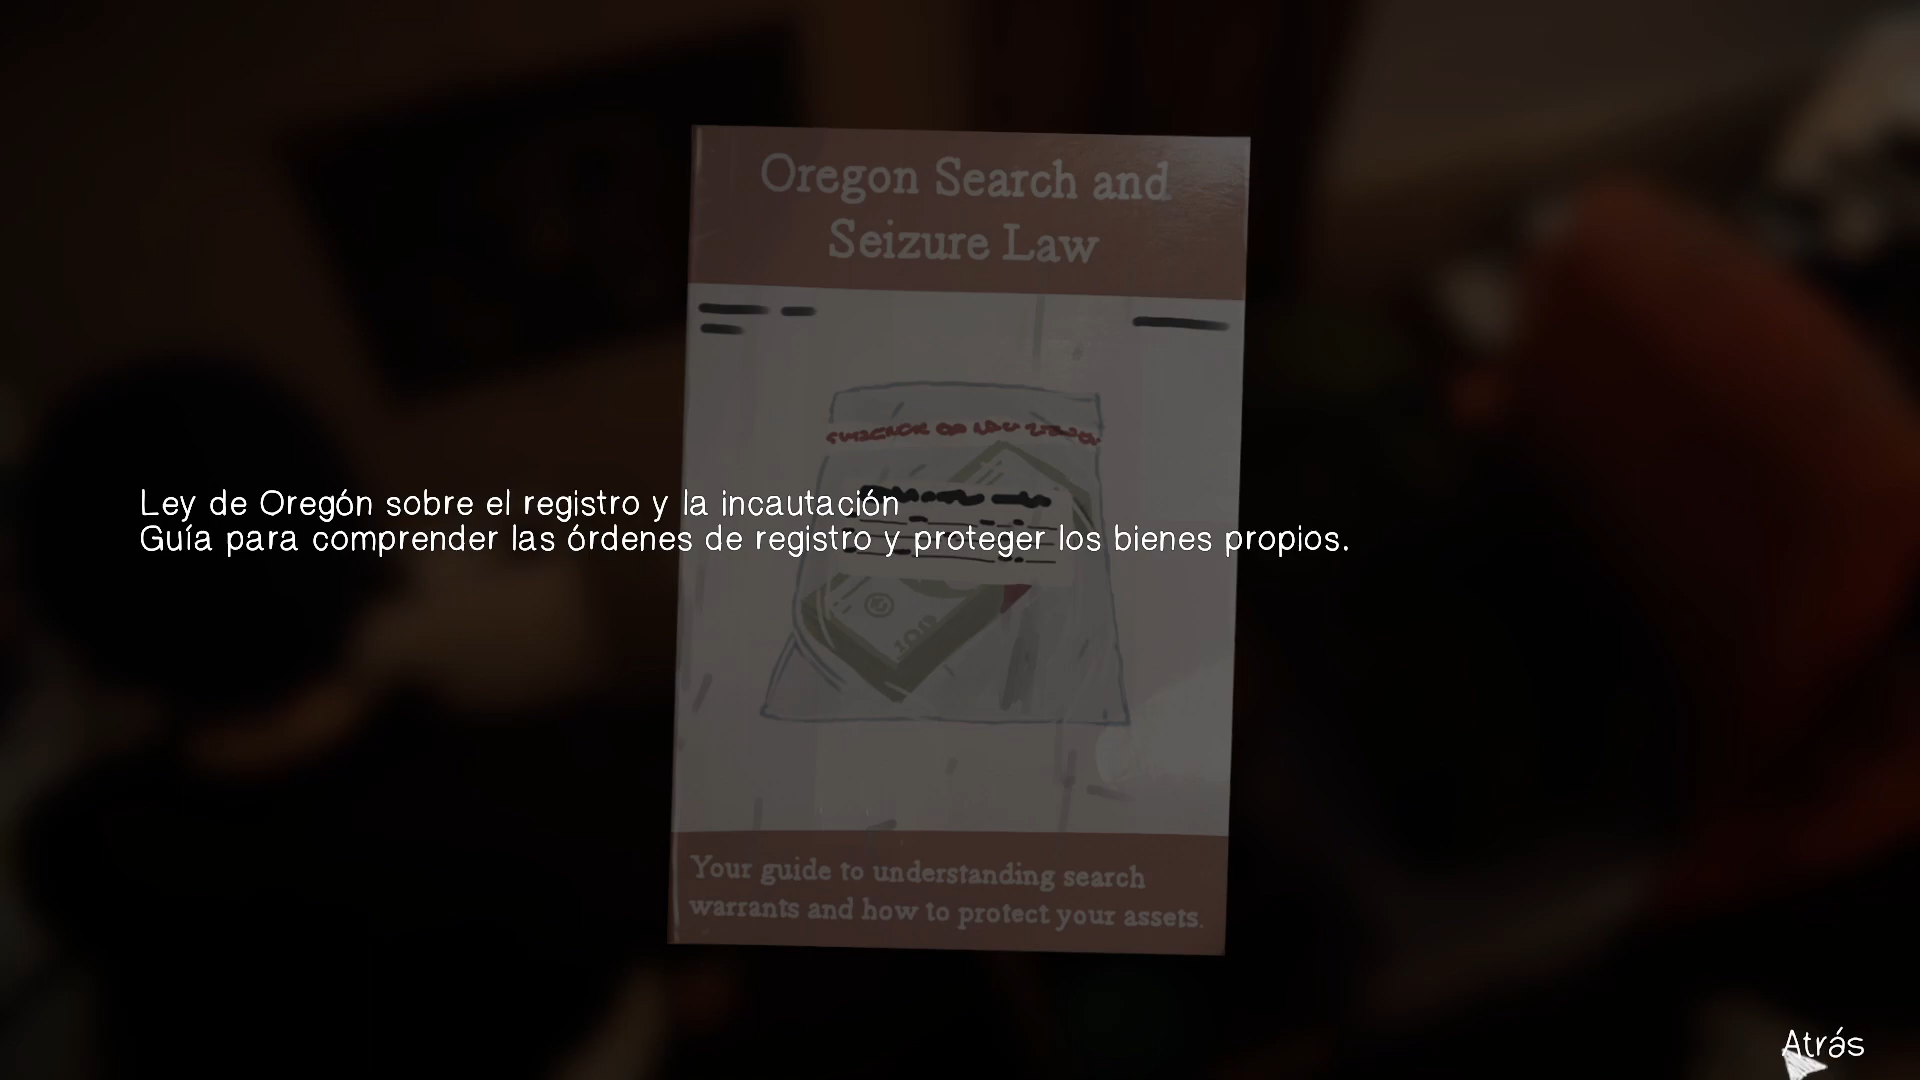 Oregon Search and
Seizure Law
Ley de Oregón sobre el registro y la incautación
Guía para comprender las órdenes de registro y proteger los bienes propios.
100
Your guide to understanding search
warrants and how to protect your assets.
Atrás